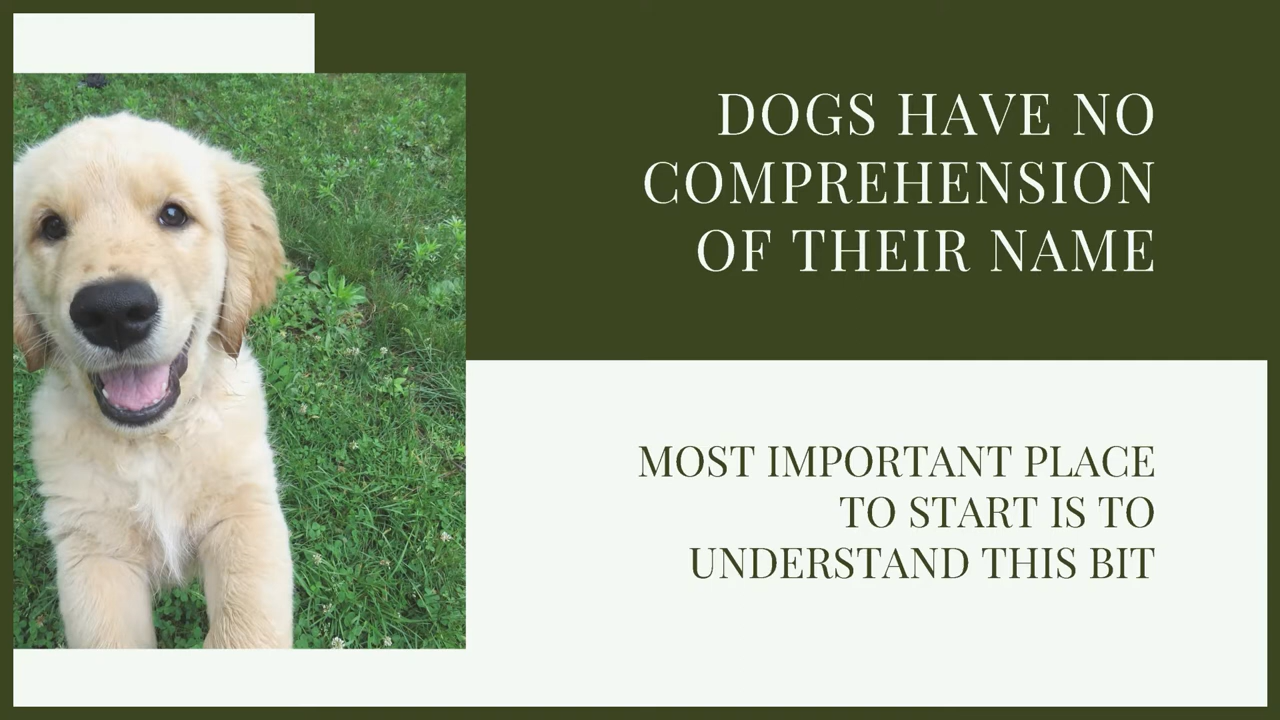 DOGS HAVE NO
COMPREHENSION
OF THEIR NAME
MOST IMPORTANT PLACE
TO START IS TO
UNDERSTAND THIS BIT